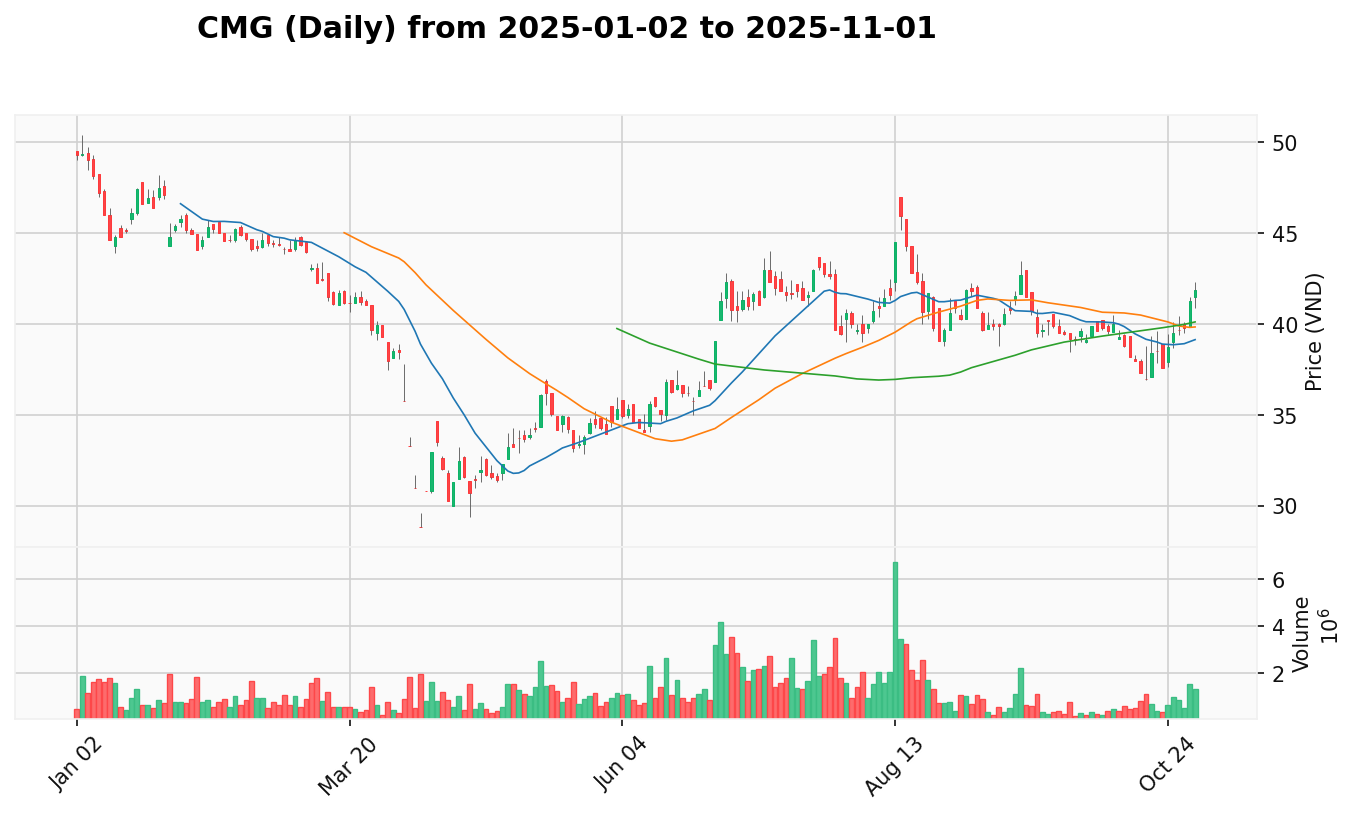 CMG (Daily) from 2025-01-02 to 2025-11-01
50
45
40
35
30
Price (VND)
6
4
2
Volume
10^6
Jan 02
Mar 20
Jun 04
Aug 13
Oct 24